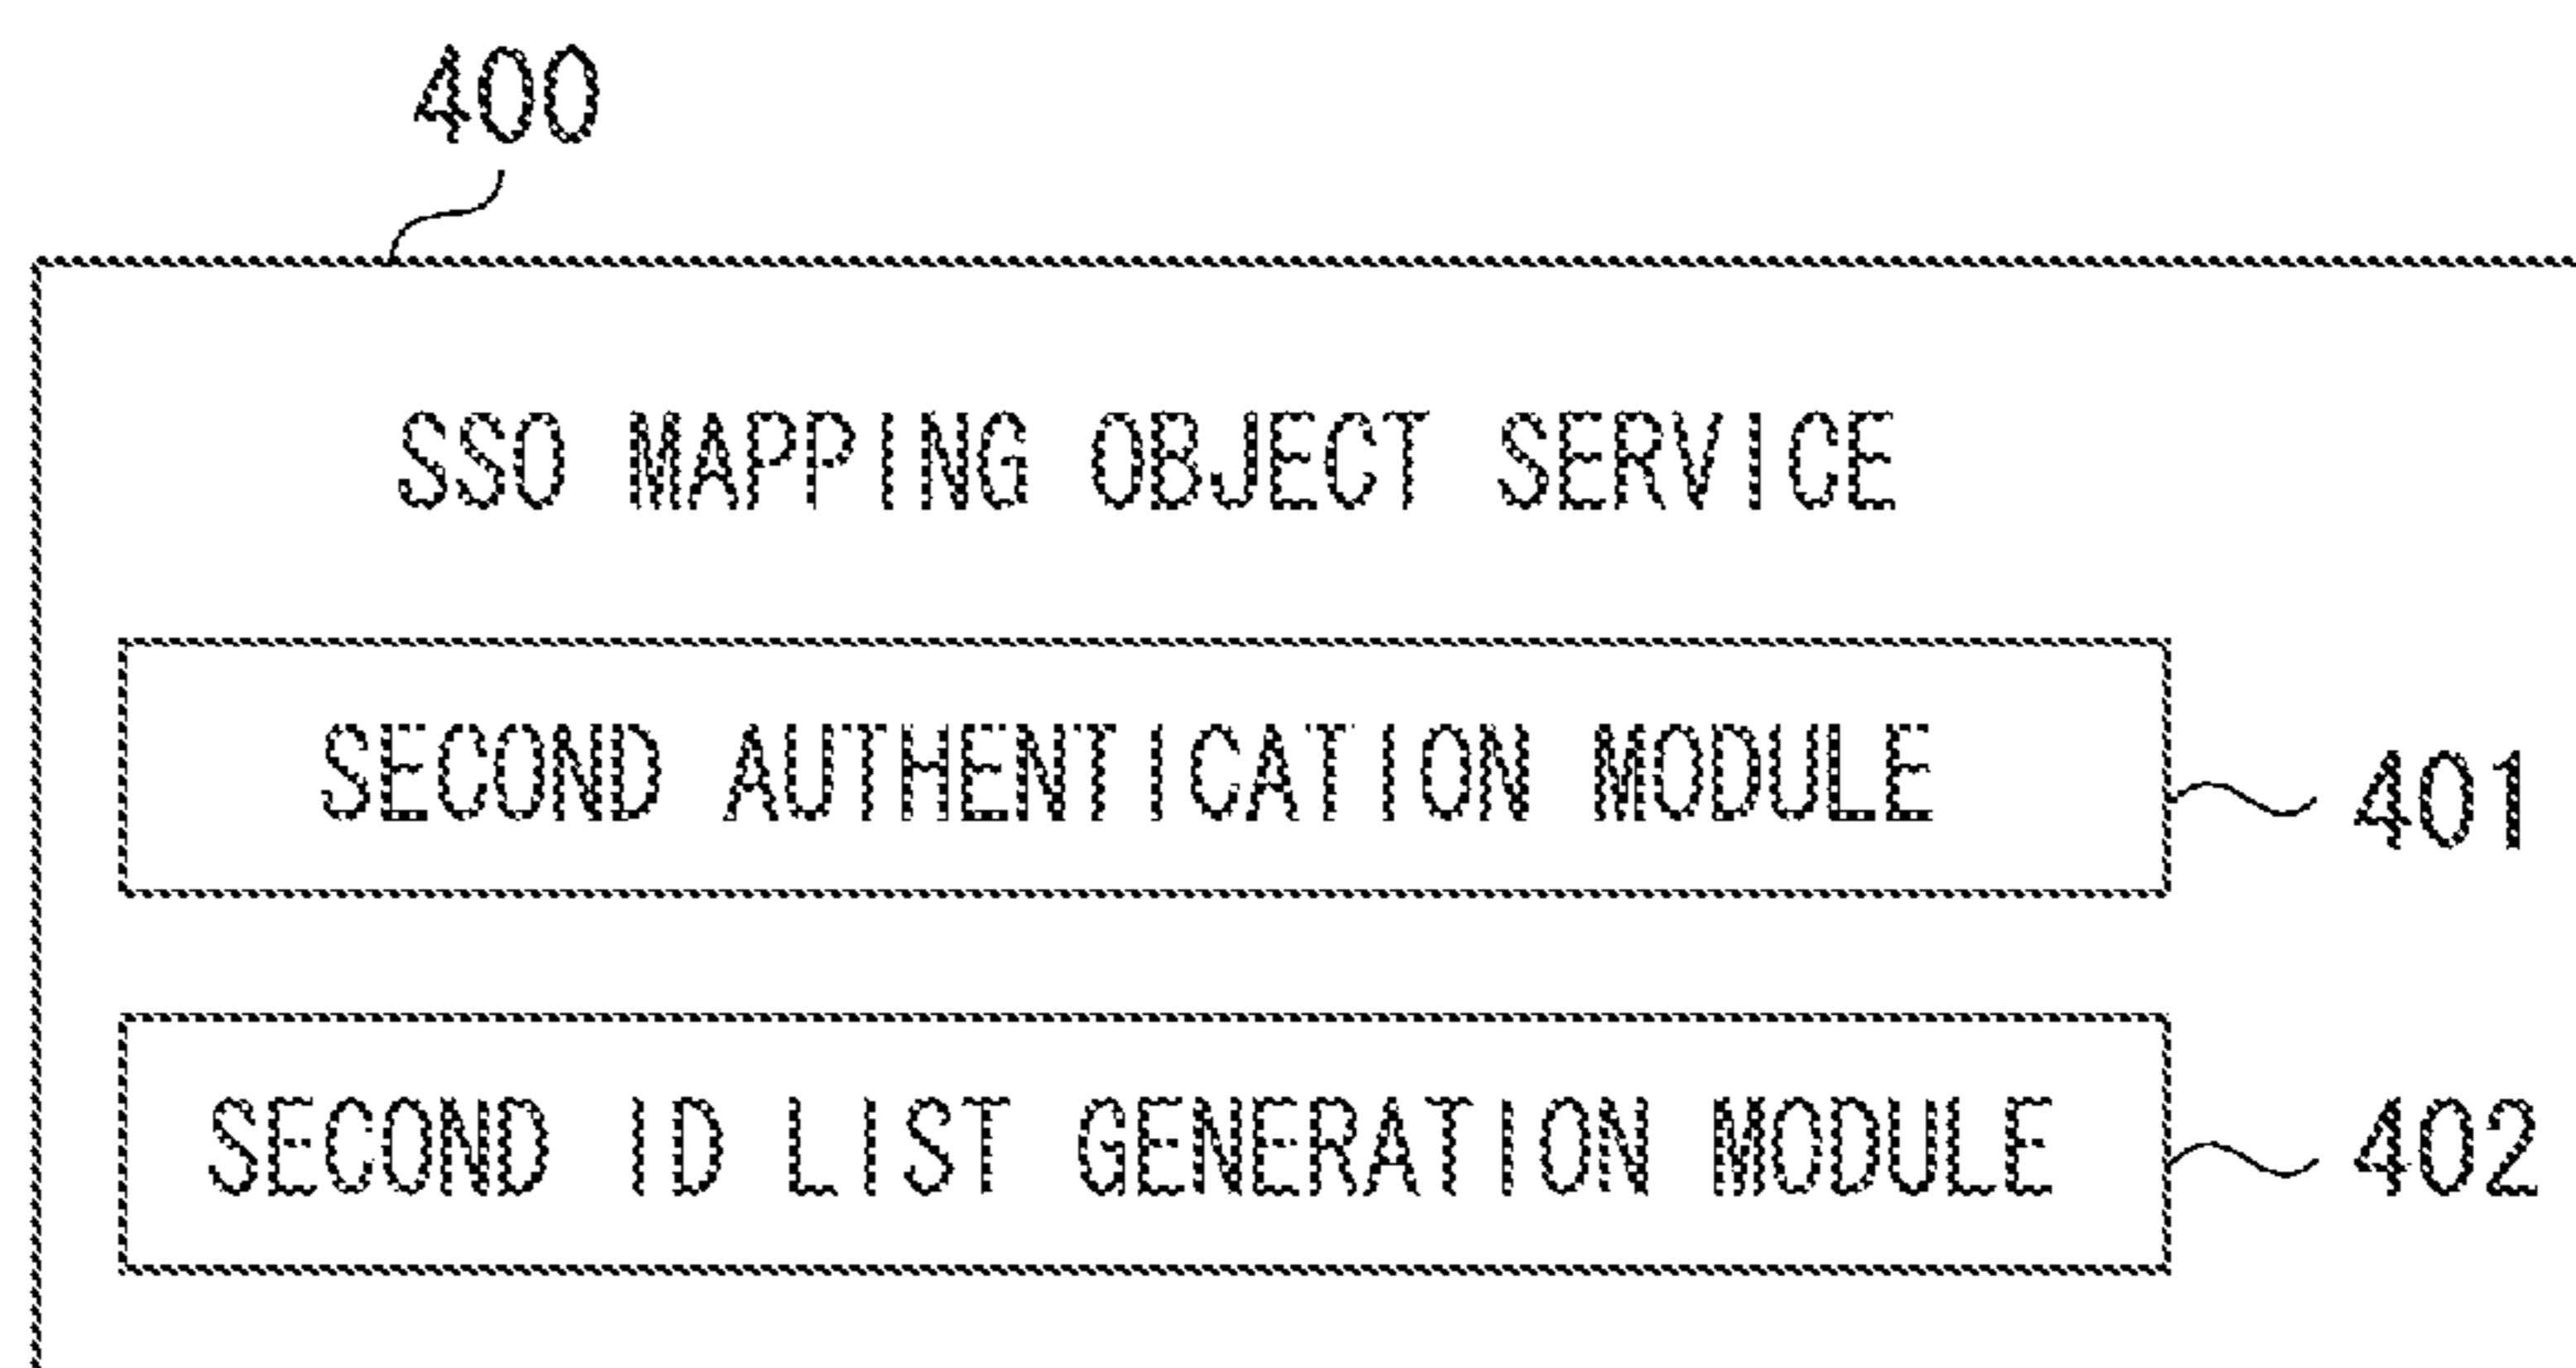 400
SSO MAPPING OBJECT SERVICE
SECOND AUTHENTICATION MODULE
401
SECOND ID LIST GENERATION MODULE
402